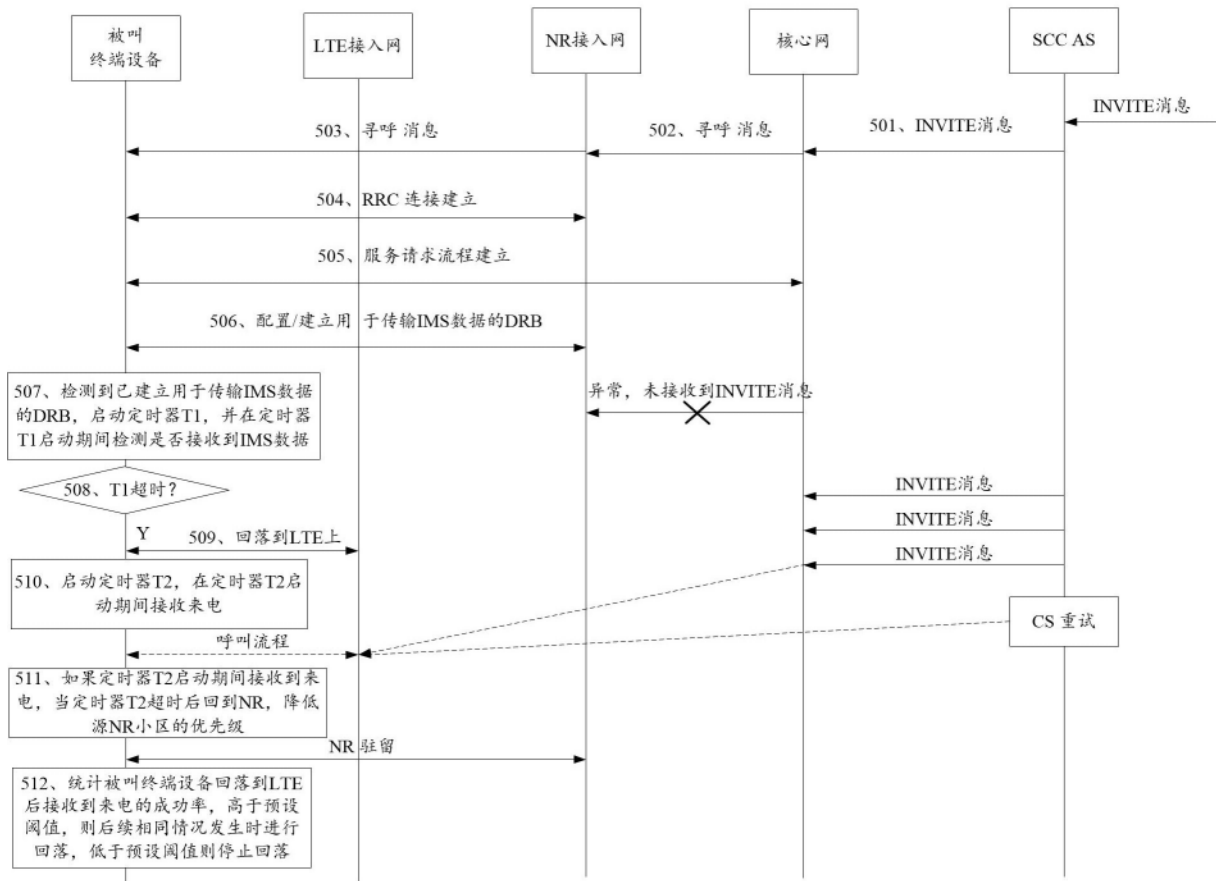 被叫
终端设备
LTE接入网
NR接入网
核心网
SCC AS
INVITE消息
503、寻呼 消息
502、寻呼 消息
501、INVITE消息
504、RRC 连接建立
505、服务请求流程建立
506、配置/建立用 于传输IMS数据的DRB
507、检测到已建立用于传输IMS数据
的DRB，启动定时器T1，并在定时器
T1启动期间检测是否接收到IMS数据
异常，未接收到INVITE消息
508、T1超时？
INVITE消息
INVITE消息
Y
509、回落到LTE上
INVITE消息
510、启动定时器T2，在定时器T2启
动期间接收来电
CS 重试
呼叫流程
511、如果定时器T2启动期间接收到来
电，当定时器T2超时后回到NR，降低
源NR小区的优先级
NR 驻留
512、统计被叫终端设备回落到LTE
后接收到来电的成功率，高于预设
阈值，则后续相同情况发生时进行
回落，低于预设阈值则停止回落